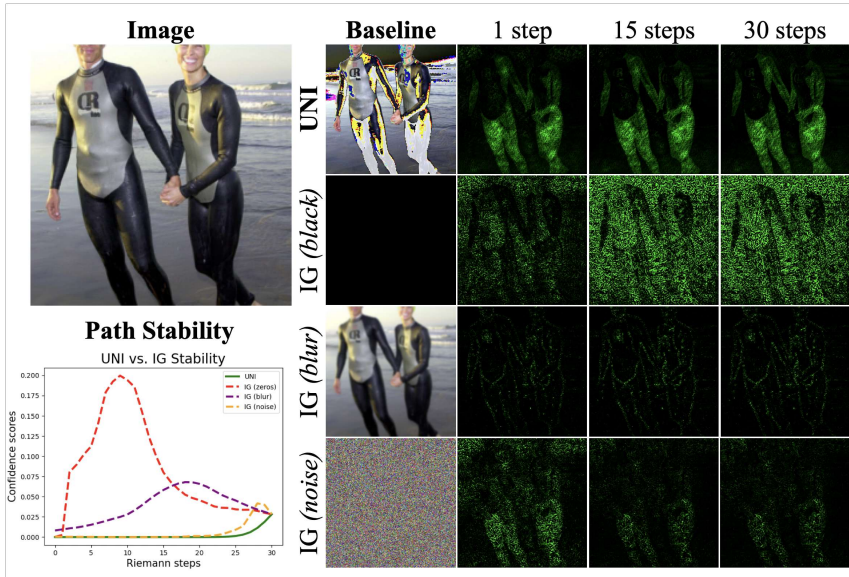 Image
Baseline
1 step
15 steps
30 steps
UNI
IG (black)
IG (blur)
IG (noise)
Path Stability
UNI vs. IG Stability
UNI
IG (zeros)
IG (blur)
IG (noise)
Confidence scores
0.200
0.175
0.150
0.125
0.100
0.075
0.050
0.025
0.000
0
5
10
15
20
25
30
Riemann steps